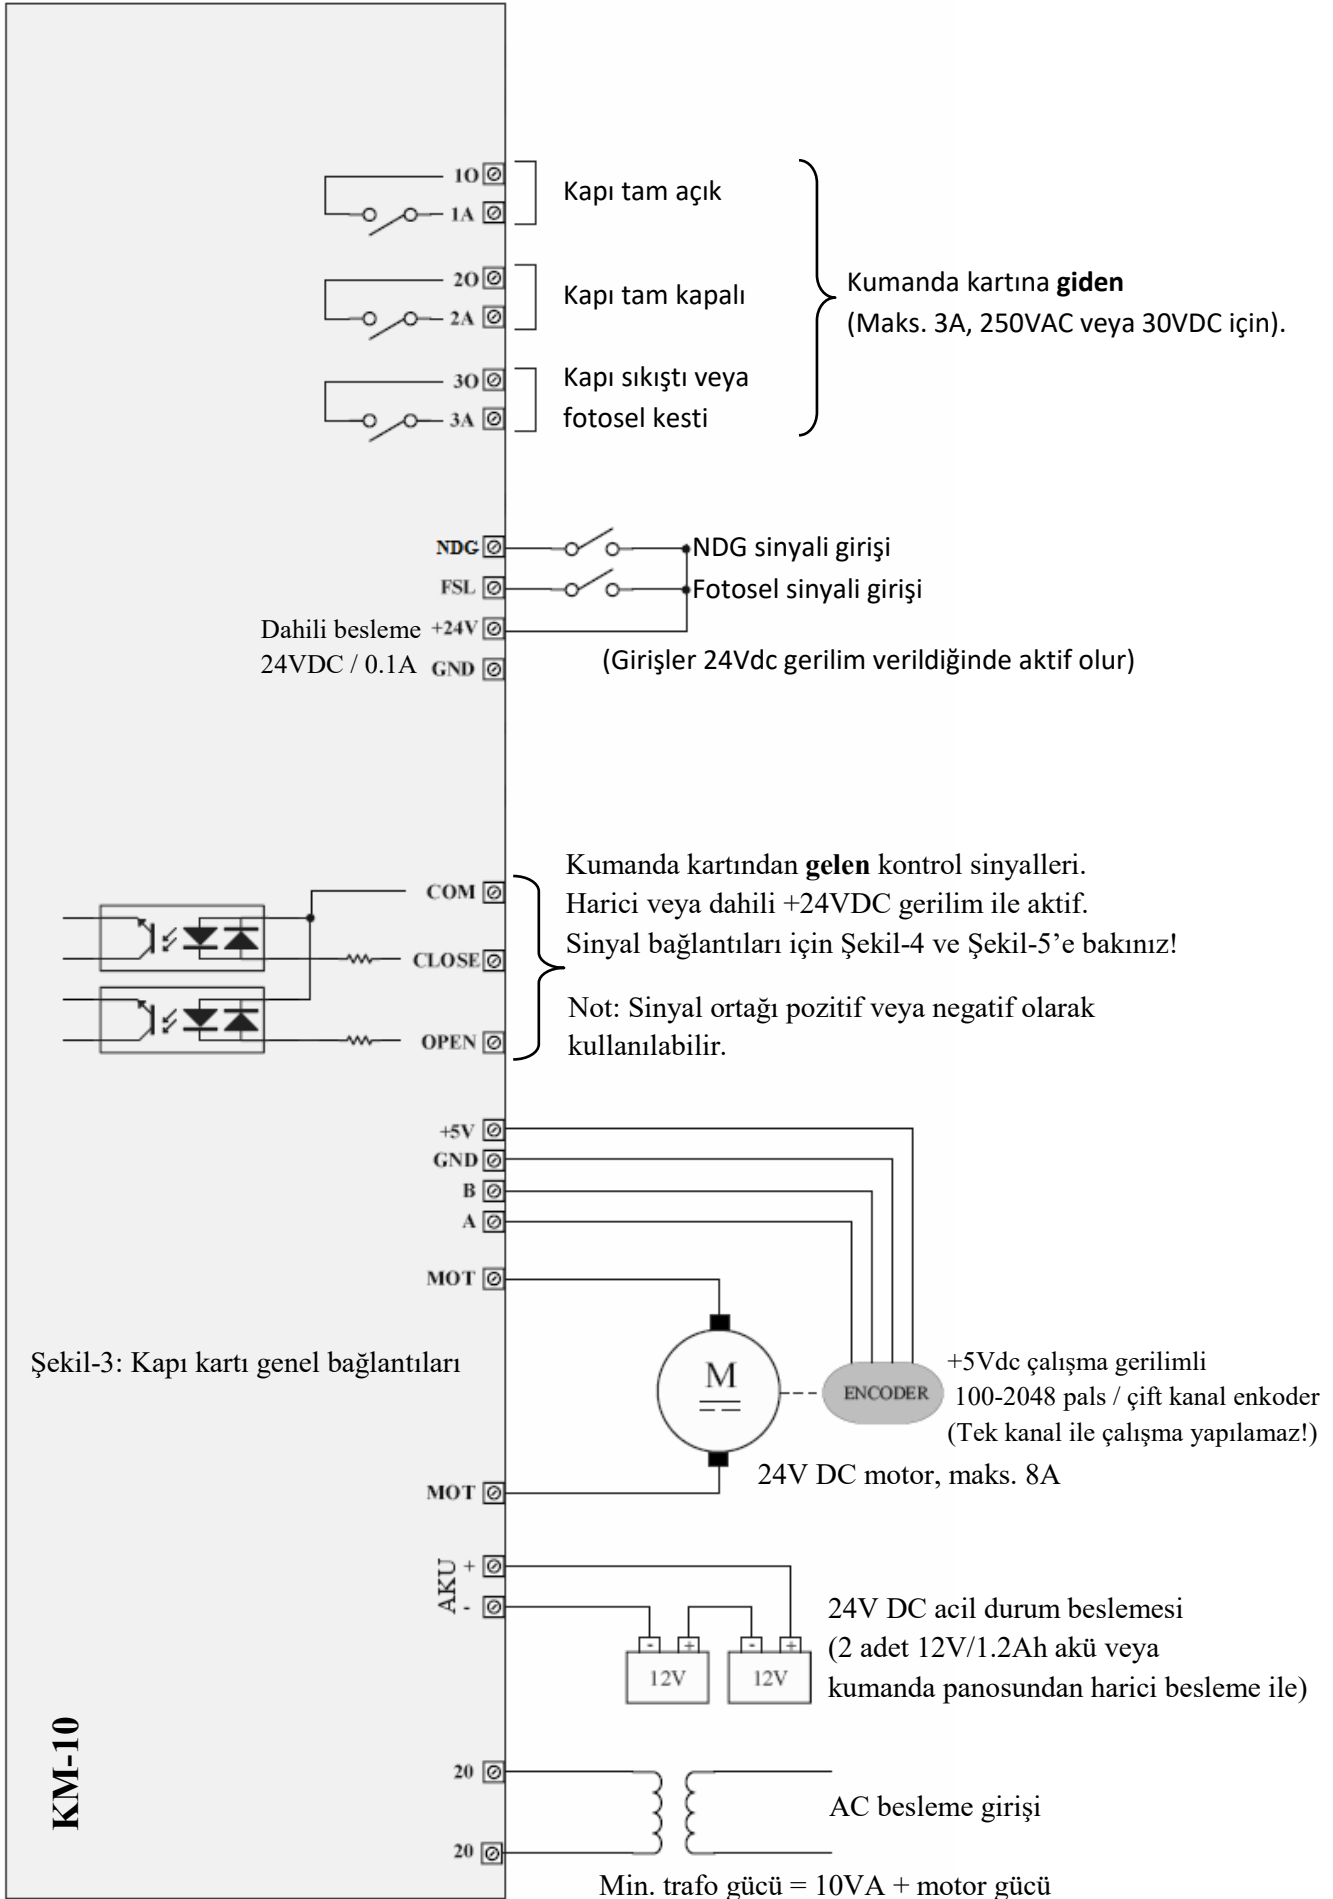 1O
Kapı tam açık
1A
2O
Kapı tam kapalı
2A
Kumanda kartına giden
(Maks. 3A, 250VAC veya 30VDC için).
3O
Kapı sıkıştı veya
fotosel kesti
3A
NDG
NDG sinyali girişi
FSL
Fotosel sinyali girişi
Dahili besleme +24V
24VDC / 0.1A GND
(Girişler 24Vdc gerilim verildiğinde aktif olur)
Kumanda kartından gelen kontrol sinyalleri.
Harici veya dahili +24VDC gerilim ile aktif.
Sinyal bağlantıları için Şekil-4 ve Şekil-5’e bakınız!
Not: Sinyal ortağı pozitif veya negatif olarak
kullanılabilir.
COM
CLOSE
OPEN
+5V
GND
B
A
MOT
Şekil-3: Kapı kartı genel bağlantıları
M
ENCODER
+5Vdc çalışma gerilimli
100-2048 pals / çift kanal enkoder
(Tek kanal ile çalışma yapılamaz!)
24V DC motor, maks. 8A
MOT
AKU
+
-
- +
- +
12V
12V
24V DC acil durum beslemesi
(2 adet 12V/1.2Ah akü veya
kumanda panosundan harici besleme ile)
KM-10
20
AC besleme girişi
20
Min. trafo gücü = 10VA + motor gücü